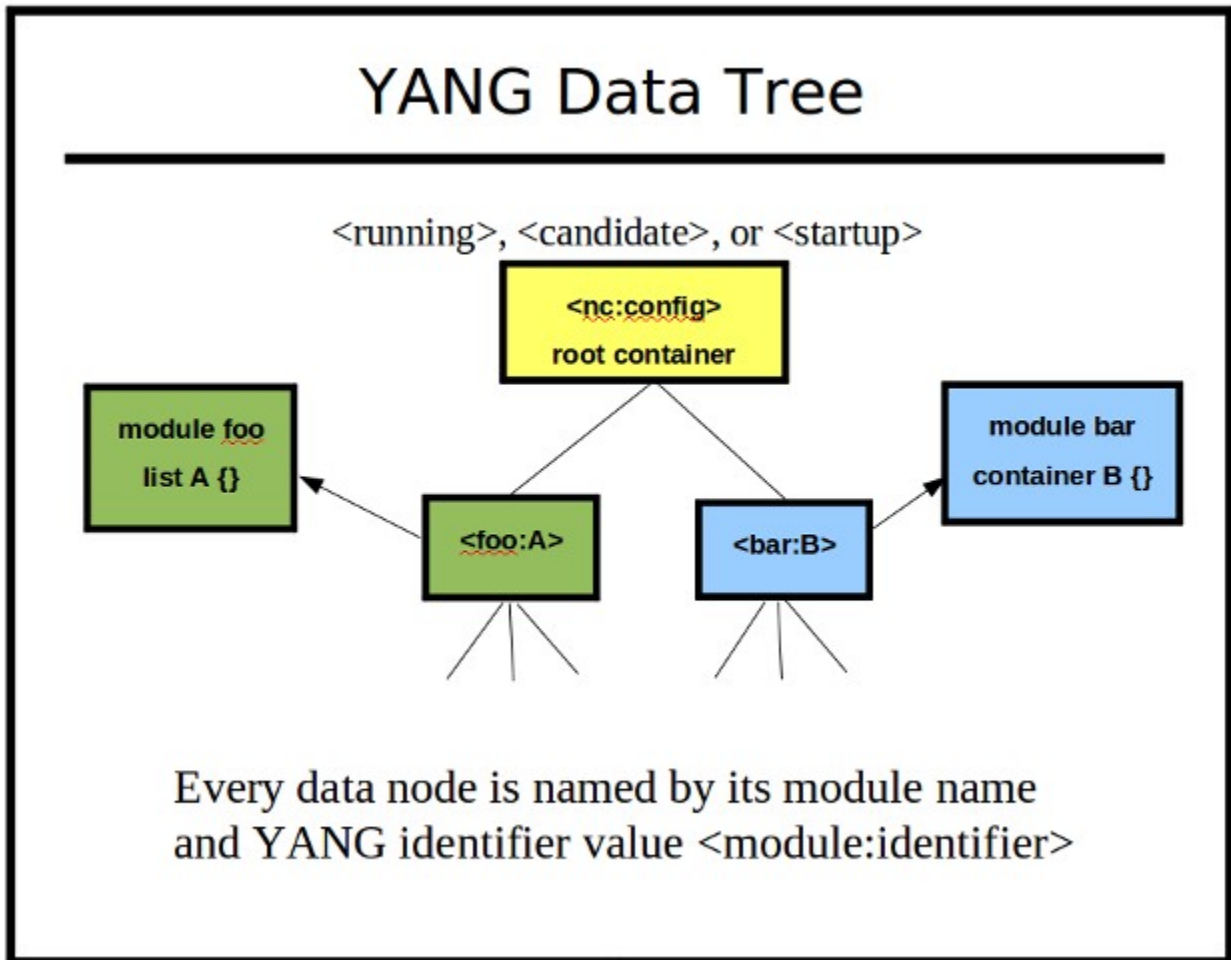 YANG Data Tree
<running>, <candidate>, or <startup>
<nc:config>
root container
module foo
list A {}
module bar
container B {}
<foo:A>
<bar:B>
Every data node is named by its module name
and YANG identifier value <module:identifier>